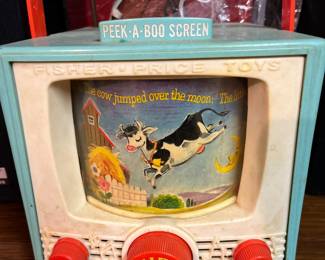 PEEK-A-BOO SCREEN
FISHER-PRICE TOYS
cow jumped over the moon; The